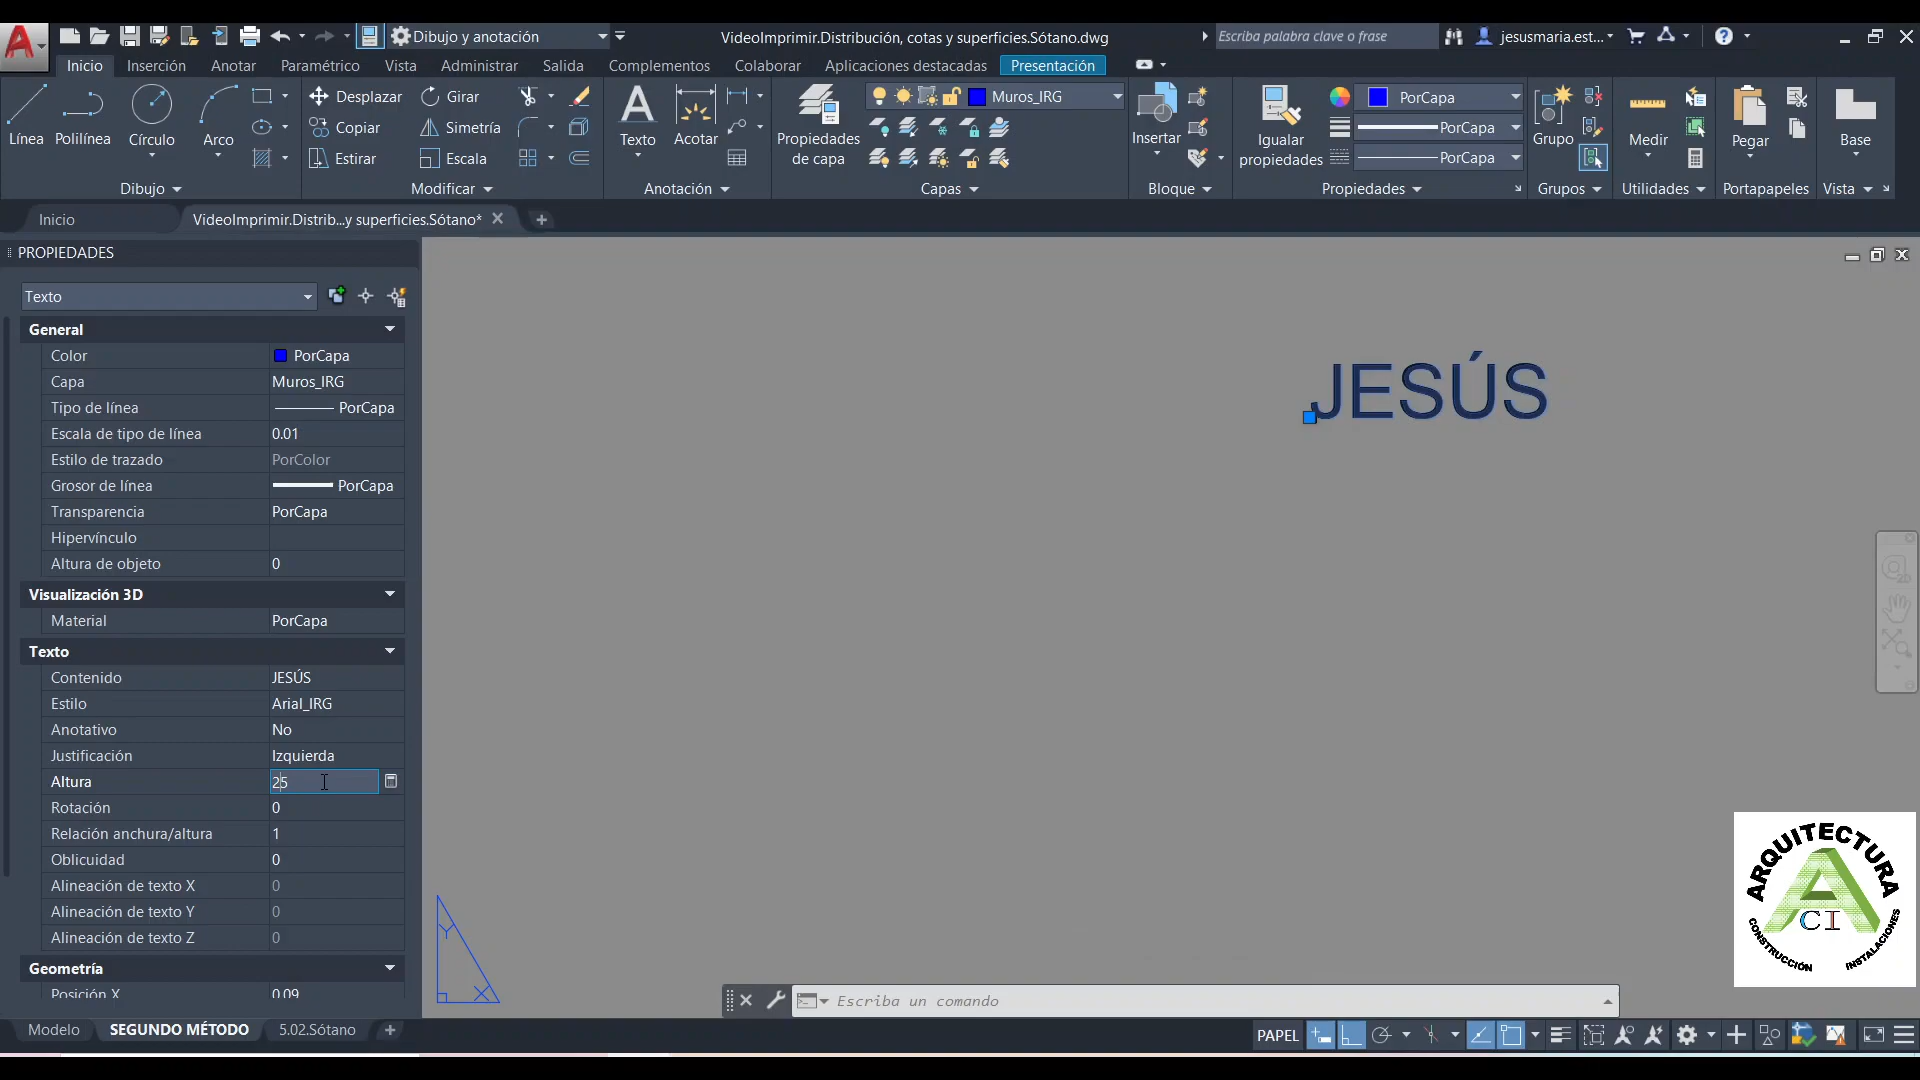 Dibujo y anotación
VideoImprimir.Distribución, cotas y superficies.Sótano.dwg
Escriba palabra clave o frase
jesusmaria.est...
Inicio
Inserción
Anotar
Paramétrico
Vista
Administrar
Salida
Complementos
Colaborar
Aplicaciones destacadas
Presentación
Línea
Polilínea
Círculo
Arco
Desplazar
Girar
Copiar
Simetría
Estirar
Escala
Texto
Acotar
Propiedades
de capa
Muros_IRG
Insertar
Igualar
propiedades
PorCapa
PorCapa
PorCapa
Grupo
Medir
Pegar
Base
Dibujo
Modificar
Anotación
Capas
Bloque
Propiedades
Grupos
Utilidades
Portapapeles
Vista
Inicio
VideoImprimir.Distrib...y superficies.Sótano*
PROPIEDADES
Texto
General
Color PorCapa
Capa Muros_IRG
Tipo de línea PorCapa
Escala de tipo de línea 0.01
Estilo de trazado PorColor
Grosor de línea PorCapa
Transparencia PorCapa
Hipervínculo
Altura de objeto 0
Visualización 3D
Material PorCapa
Texto
Contenido JESÚS
Estilo Arial_IRG
Anotativo No
Justificación Izquierda
Altura 25
Rotación 0
Relación anchura/altura 1
Oblicuidad 0
Alineación de texto X 0
Alineación de texto Y 0
Alineación de texto Z 0
Geometría
Posición X 0.09
JESÚS
Y
X
ARQUITECTURA
CI
CONSTRUCCIÓN
INSTALACIONES
Escriba un comando
Modelo
SEGUNDO MÉTODO
5.02.Sótano
PAPEL